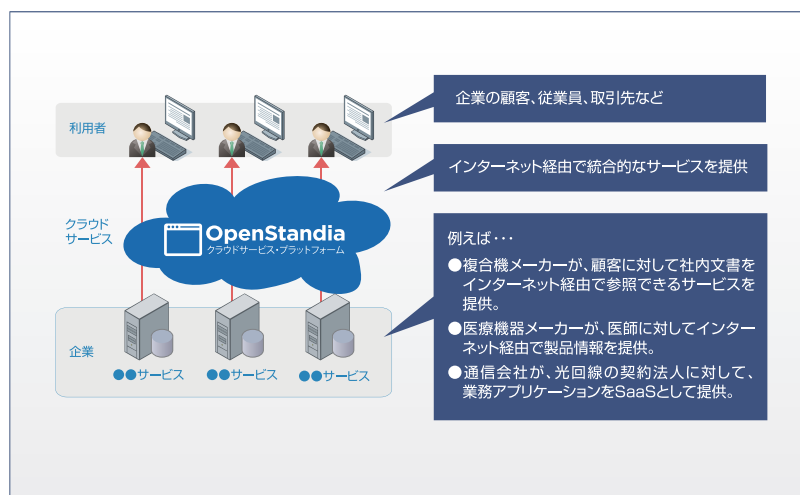 利用者
企業の顧客、従業員、取引先など
インターネット経由で統合的なサービスを提供
クラウド
サービス
OpenStandia
クラウドサービス・プラットフォーム
企業
●●サービス
●●サービス
●●サービス
例えば・・・
●複合機メーカーが、顧客に対して社内文書を
インターネット経由で参照できるサービスを
提供。
●医療機器メーカーが、医師に対してインター
ネット経由で製品情報を提供。
●通信会社が、光回線の契約法人に対して、
業務アプリケーションをSaaSとして提供。